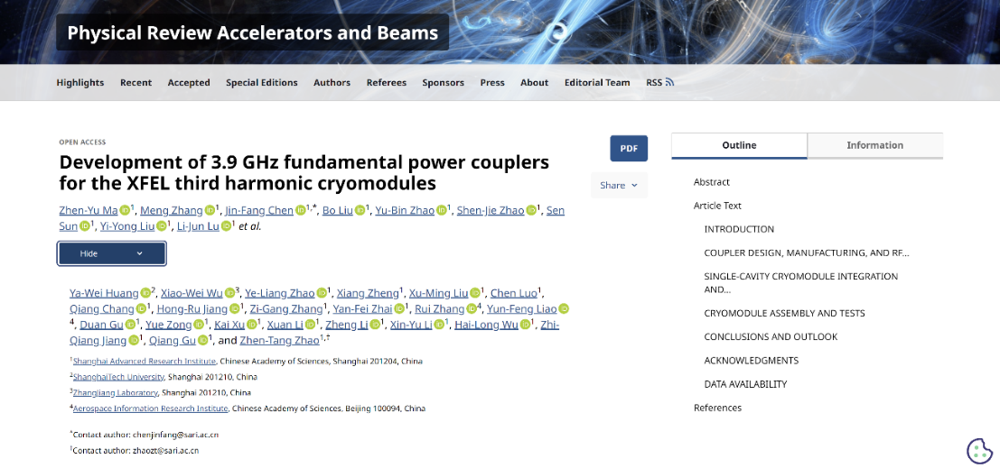 Physical Review Accelerators and Beams
Highlights Recent Accepted Special Editions Authors Referees Sponsors Press About Editorial Team RSS
OPEN ACCESS
Development of 3.9 GHz fundamental power couplers
for the XFEL third harmonic cryomodules
Zhen-Yu Ma1, Meng Zhang1, Jin-Fang Chen1,*, Bo Liu1, Yu-Bin Zhao1, Shen-Jie Zhao1, Sen
Sun1, Yi-Yong Liu1, Li-Jun Lu1 et al.
Hide
Ya-Wei Huang2, Xiao-Wei Wu3, Ye-Liang Zhao1, Xiang Zheng1, Xu-Ming Liu1, Chen Luo1,
Qiang Chang1, Hong-Ru Jiang1, Zi-Gang Zhang1, Yan-Fei Zhai1, Rui Zhang4, Yun-Feng Liao
4, Duan Gu1, Yue Zong1, Kai Xu1, Xuan Li1, Zheng Li1, Xin-Yu Li1, Hai-Long Wu1, Zhi-
Qiang Jiang1, Qiang Gu1, and Zhen-Tang Zhao1,‡
1Shanghai Advanced Research Institute, Chinese Academy of Sciences, Shanghai 201204, China
2ShanghaiTech University, Shanghai 201210, China
3Zhangjiang Laboratory, Shanghai 201210, China
4Aerospace Information Research Institute, Chinese Academy of Sciences, Beijing 100094, China
*Contact author: chenjinfang@sari.ac.cn
†Contact author: zhaozt@sari.ac.cn
PDF
Share
Outline
Information
Abstract
Article Text
INTRODUCTION
COUPLER DESIGN, MANUFACTURING, AND RF...
SINGLE-CAVITY CRYOMODULE INTEGRATION
AND...
CRYOMODULE ASSEMBLY AND TESTS
CONCLUSIONS AND OUTLOOK
ACKNOWLEDGMENTS
DATA AVAILABILITY
References